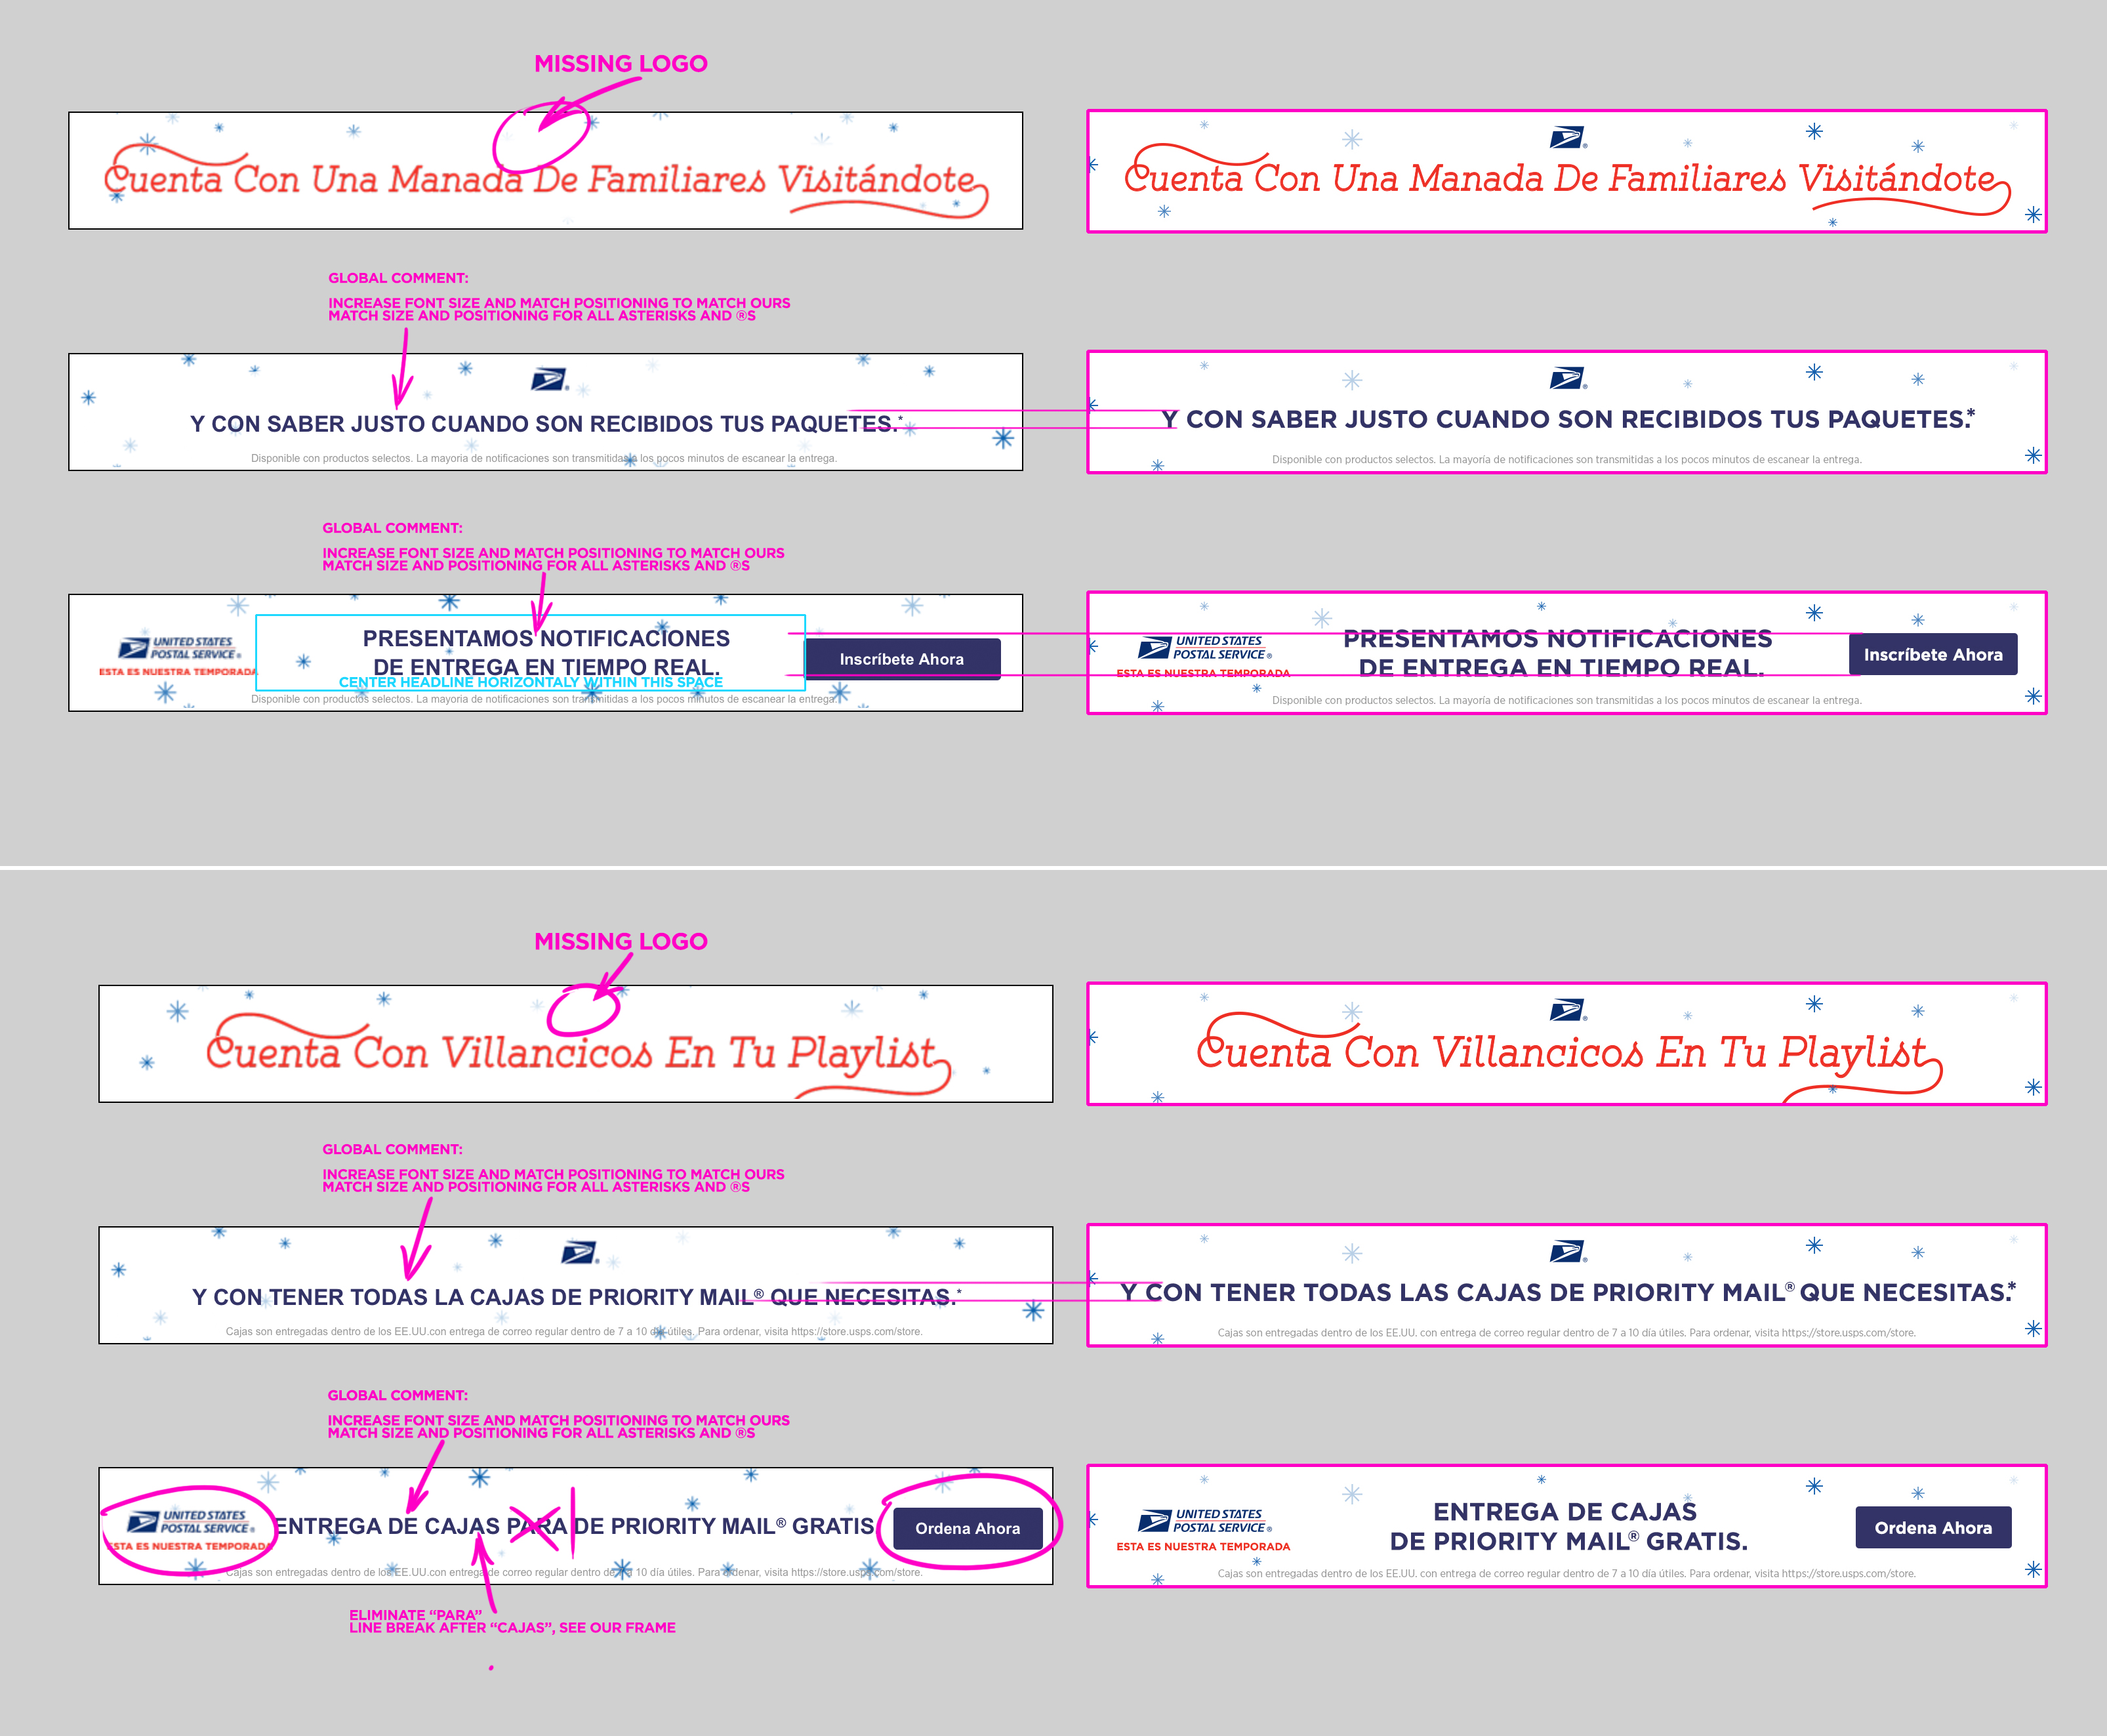 MISSING LOGO
Cuenta Con Una Manada De Familiares Visitándote
®
Cuenta Con Una Manada De Familiares Visitándote
GLOBAL COMMENT:
INCREASE FONT SIZE AND MATCH POSITIONING TO MATCH OURS
MATCH SIZE AND POSITIONING FOR ALL ASTERISKS AND ®S
®
Y CON SABER JUSTO CUANDO SON RECIBIDOS TUS PAQUETES.*
Disponible con productos selectos. La mayoria de notificaciones son transmitidas a los pocos minutos de escanear la entrega.
®
Y CON SABER JUSTO CUANDO SON RECIBIDOS TUS PAQUETES.*
Disponible con productos selectos. La mayoría de notificaciones son transmitidas a los pocos minutos de escanear la entrega.
GLOBAL COMMENT:
INCREASE FONT SIZE AND MATCH POSITIONING TO MATCH OURS
MATCH SIZE AND POSITIONING FOR ALL ASTERISKS AND ®S
UNITED STATES
POSTAL SERVICE®
ESTA ES NUESTRA TEMPORADA
PRESENTAMOS NOTIFICACIONES
DE ENTREGA EN TIEMPO REAL.
CENTER HEADLINE HORIZONTALY WITHIN THIS SPACE
Inscríbete Ahora
Disponible con productos selectos. La mayoria de notificaciones son transmitidas a los pocos minutos de escanear la entrega.
UNITED STATES
POSTAL SERVICE®
ESTA ES NUESTRA TEMPORADA
PRESENTAMOS NOTIFICACIONES
DE ENTREGA EN TIEMPO REAL.
Inscríbete Ahora
Disponible con productos selectos. La mayoría de notificaciones son transmitidas a los pocos minutos de escanear la entrega.
MISSING LOGO
Cuenta Con Villancicos En Tu Playlist
®
Cuenta Con Villancicos En Tu Playlist
GLOBAL COMMENT:
INCREASE FONT SIZE AND MATCH POSITIONING TO MATCH OURS
MATCH SIZE AND POSITIONING FOR ALL ASTERISKS AND ®S
®
Y CON TENER TODAS LA CAJAS DE PRIORITY MAIL® QUE NECESITAS.*
Cajas son entregadas dentro de los EE.UU.con entrega de correo regular dentro de 7 a 10 día útiles. Para ordenar, visita https://store.usps.com/store.
®
Y CON TENER TODAS LAS CAJAS DE PRIORITY MAIL® QUE NECESITAS.*
Cajas son entregadas dentro de los EE.UU. con entrega de correo regular dentro de 7 a 10 día útiles. Para ordenar, visita https://store.usps.com/store.
GLOBAL COMMENT:
INCREASE FONT SIZE AND MATCH POSITIONING TO MATCH OURS
MATCH SIZE AND POSITIONING FOR ALL ASTERISKS AND ®S
UNITED STATES
POSTAL SERVICE®
ESTA ES NUESTRA TEMPORADA
ENTREGA DE CAJAS PARA DE PRIORITY MAIL® GRATIS
Ordena Ahora
Cajas son entregadas dentro de los EE.UU.con entrega de correo regular dentro de 7 a 10 día útiles. Para ordenar, visita https://store.usps.com/store.
UNITED STATES
POSTAL SERVICE®
ESTA ES NUESTRA TEMPORADA
ENTREGA DE CAJAS
DE PRIORITY MAIL® GRATIS.
Ordena Ahora
Cajas son entregadas dentro de los EE.UU. con entrega de correo regular dentro de 7 a 10 día útiles. Para ordenar, visita https://store.usps.com/store.
ELIMINATE “PARA”
LINE BREAK AFTER “CAJAS”, SEE OUR FRAME